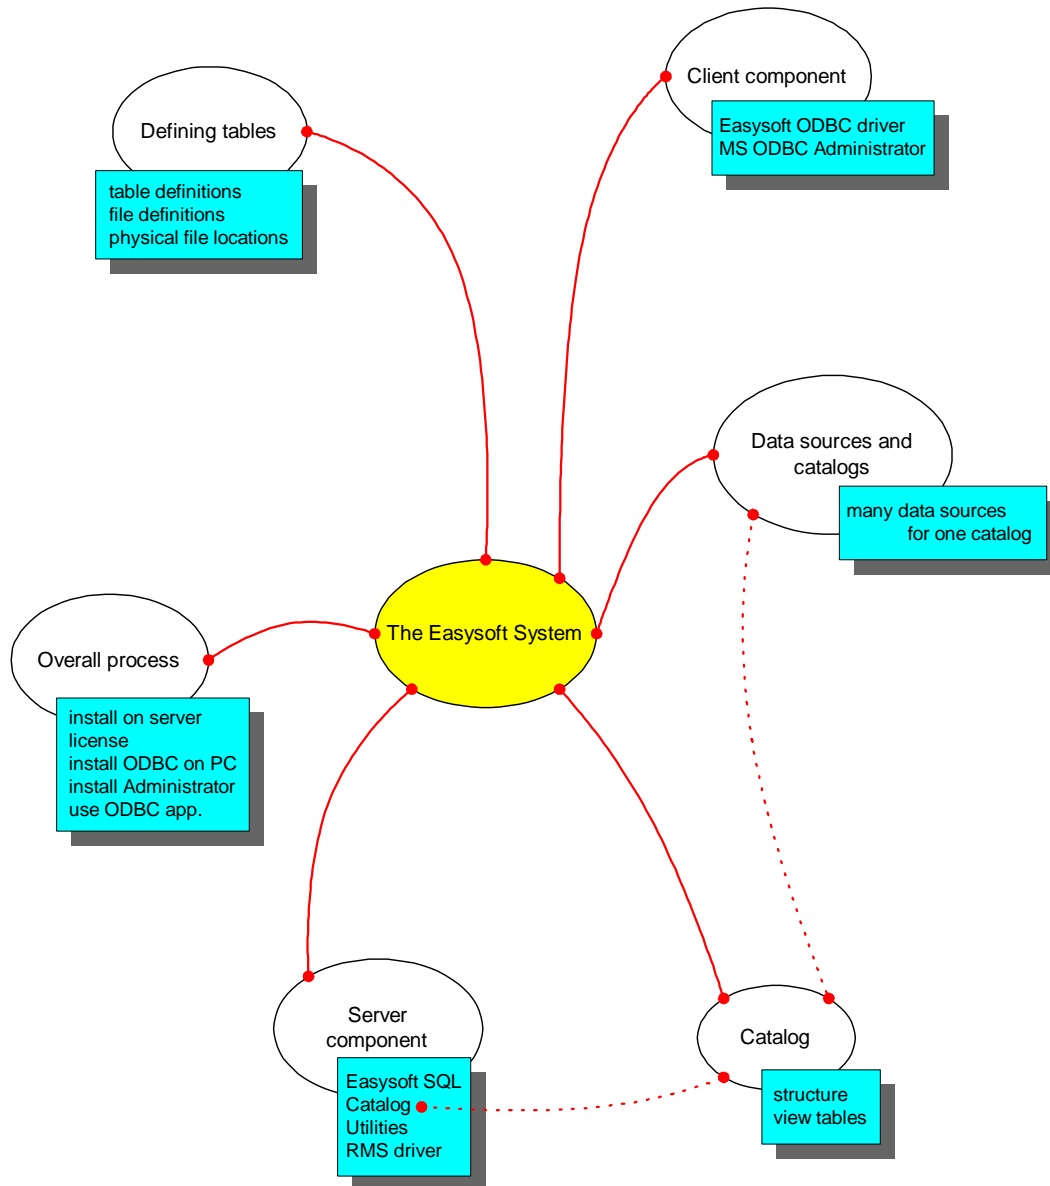 Client component
Easysoft ODBC driver
MS ODBC Administrator
Defining tables
table definitions
file definitions
physical file locations
Data sources and
catalogs
many data sources
for one catalog
The Easysoft System
Overall process
install on server
license
install ODBC on PC
install Administrator
use ODBC app.
Server
component
Easysoft SQL
Catalog
Utilities
RMS driver
Catalog
structure
view tables